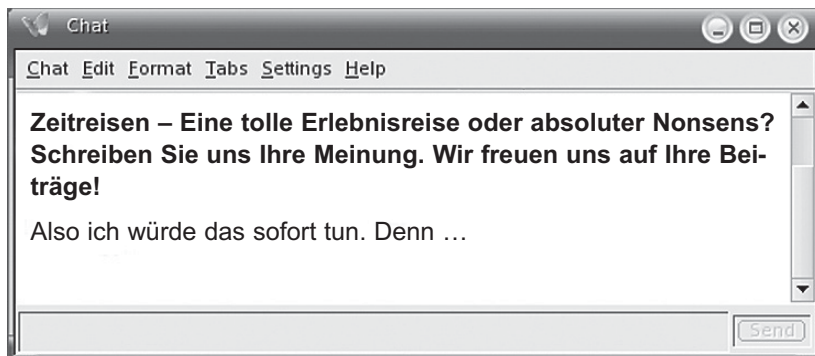 Chat
Chat Edit Format Tabs Settings Help
Zeitreisen – Eine tolle Erlebnisreise oder absoluter Nonsens?
Schreiben Sie uns Ihre Meinung. Wir freuen uns auf Ihre Bei-
träge!
Also ich würde das sofort tun. Denn …
Send